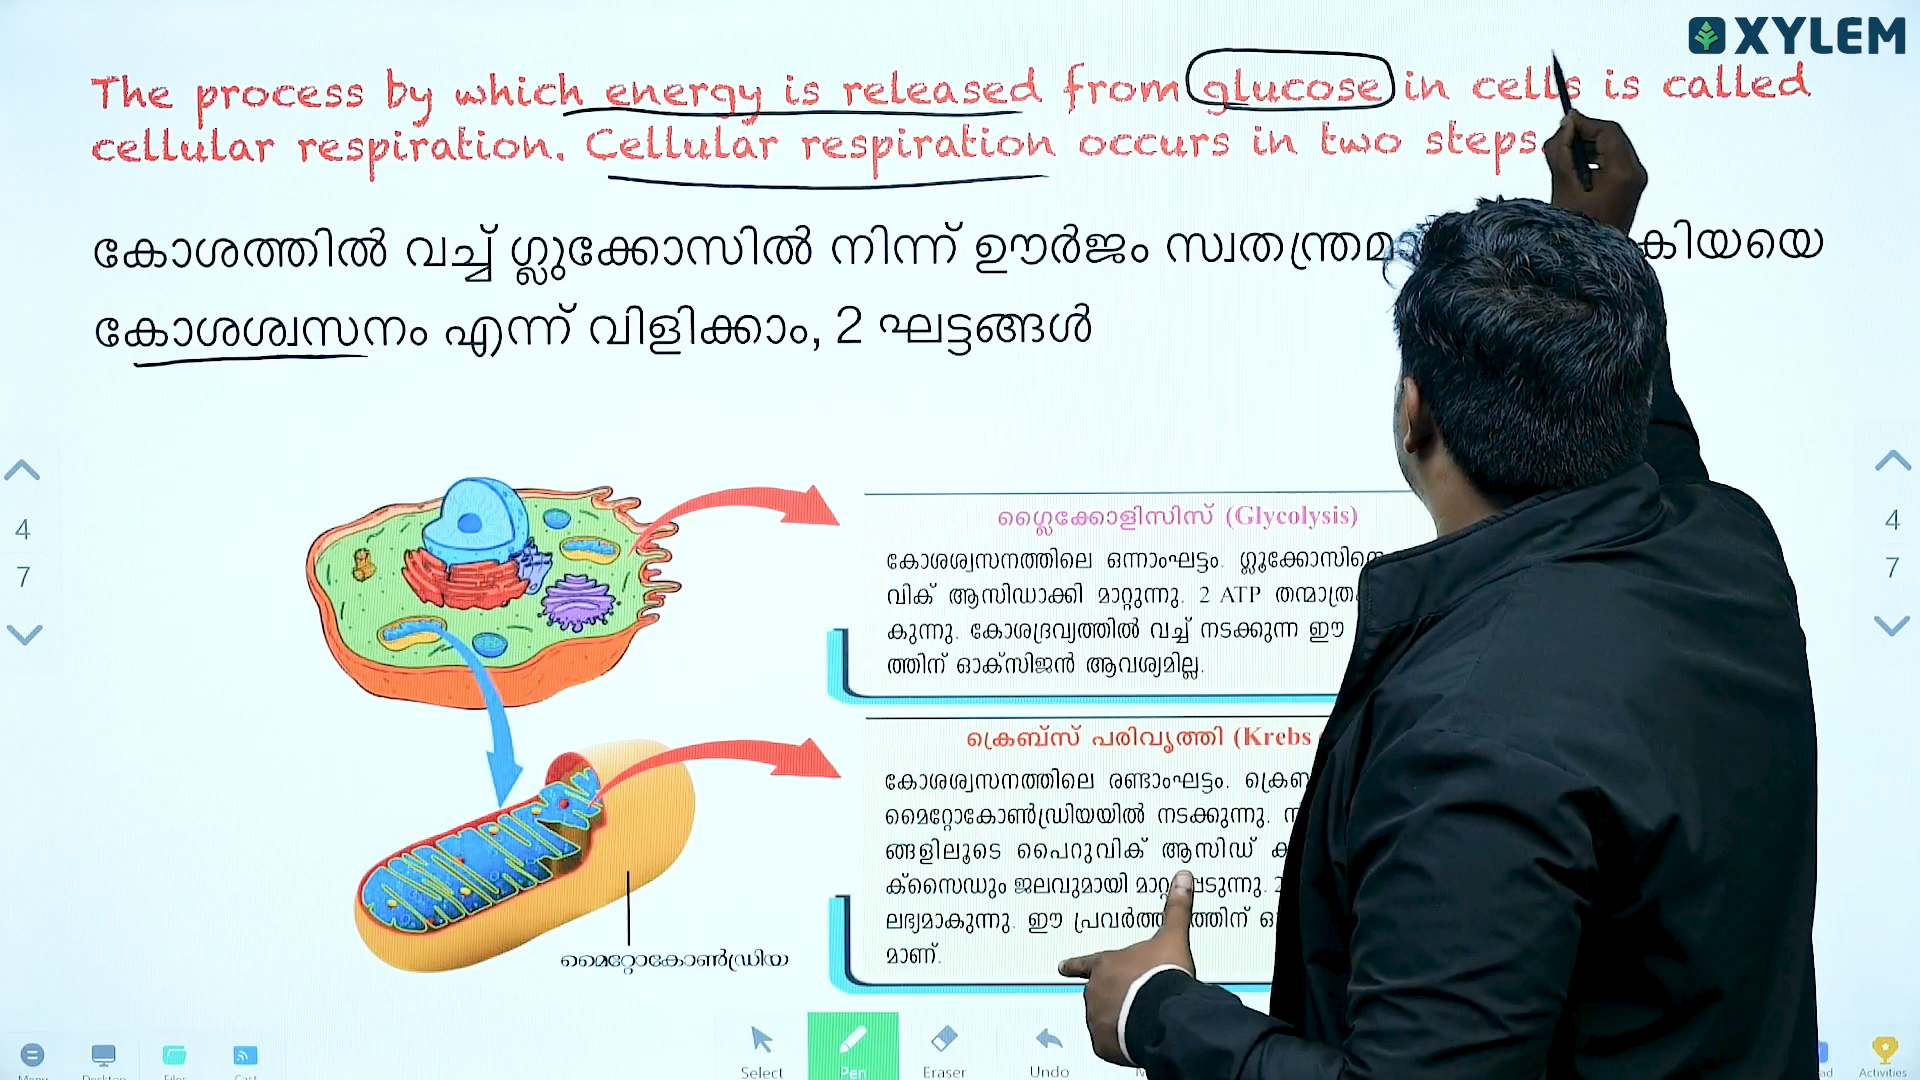 XYLEM
The process by which energy is released from glucose in cells is called
cellular respiration. Cellular respiration occurs in two steps.
കോശത്തിൽ വച്ച് ഗ്ലുക്കോസിൽ നിന്ന് ഊർജം സ്വതന്ത്രമ
കോശശ്വസനം എന്ന് വിളിക്കാം, 2 ഘട്ടങ്ങൾ
4
7
4
7
ഗ്ലൈക്കോളിസിസ് (Glycolysis)
കോശശ്വസനത്തിലെ ഒന്നാംഘട്ടം. ഗ്ലൂക്കോസിനെ
വിക് ആസിഡാക്കി മാറ്റുന്നു. 2 ATP തന്മാത്ര
കുന്നു. കോശദ്രവ്യത്തിൽ വച്ച് നടക്കുന്ന ഈ
ത്തിന് ഓക്സിജൻ ആവശ്യമില്ല.
ക്രെബ്സ് പരിവൃത്തി (Krebs
കോശശ്വസനത്തിലെ രണ്ടാംഘട്ടം. ക്രെബ
മൈറ്റോകോൺഡ്രിയയിൽ നടക്കുന്നു.
ങ്ങളിലൂടെ പൈറുവിക് ആസിഡ് ക
ക്സൈഡും ജലവുമായി മാറ്റപ്പെടുന്നു. 2
ലഭ്യമാകുന്നു. ഈ
മാണ്.
മൈറ്റോകോൺഡ്രിയ
Select
Pen
Eraser
Undo
Activities